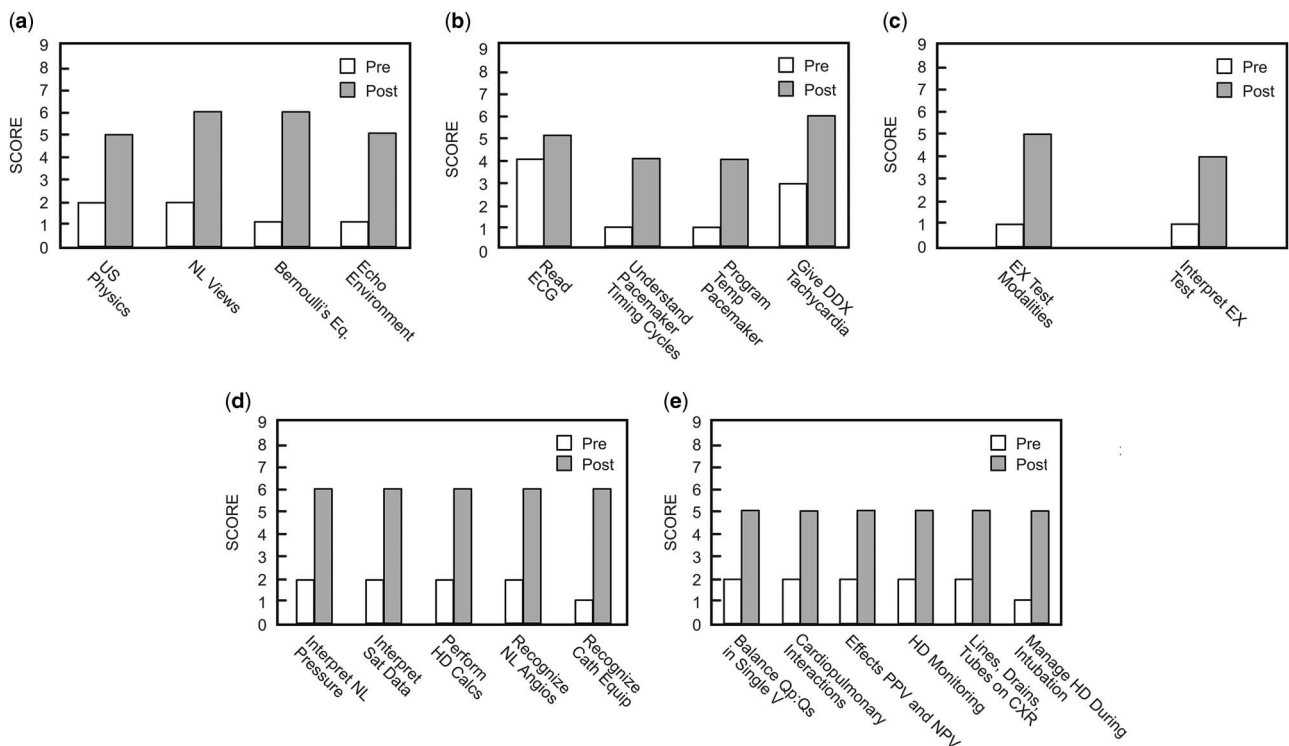 (a)
9
8
7
6
5
4
3
2
1
0
SCORE
Pre
Post
US
Physics
NL Views
Bernoulli's Eq.
Echo
Environment
(b)
9
8
7
6
5
4
3
2
1
0
SCORE
Pre
Post
Read
ECG
Understand
Pacemaker
Timing Cycles
Program
Temp
Pacemaker
Give DDX
Tachycardia
(c)
9
8
7
6
5
4
3
2
1
0
SCORE
Pre
Post
EX Test
Modalities
Interpret EX
Test
(d)
9
8
7
6
5
4
3
2
1
0
SCORE
Pre
Post
Interpret NL
Pressure
Interpret
Sat Data
Perform
HD Calcs
Recognize
NL Angios
Recognize
Cath Equip
(e)
9
8
7
6
5
4
3
2
1
0
SCORE
Pre
Post
Balance Qp:Qs
in Single V
Cardiopulmonary
Interactions
Effects PPV and NPV
HD Monitoring
Lines, Drains,
Tubes on CXR
Manage HD During
Intubation
: